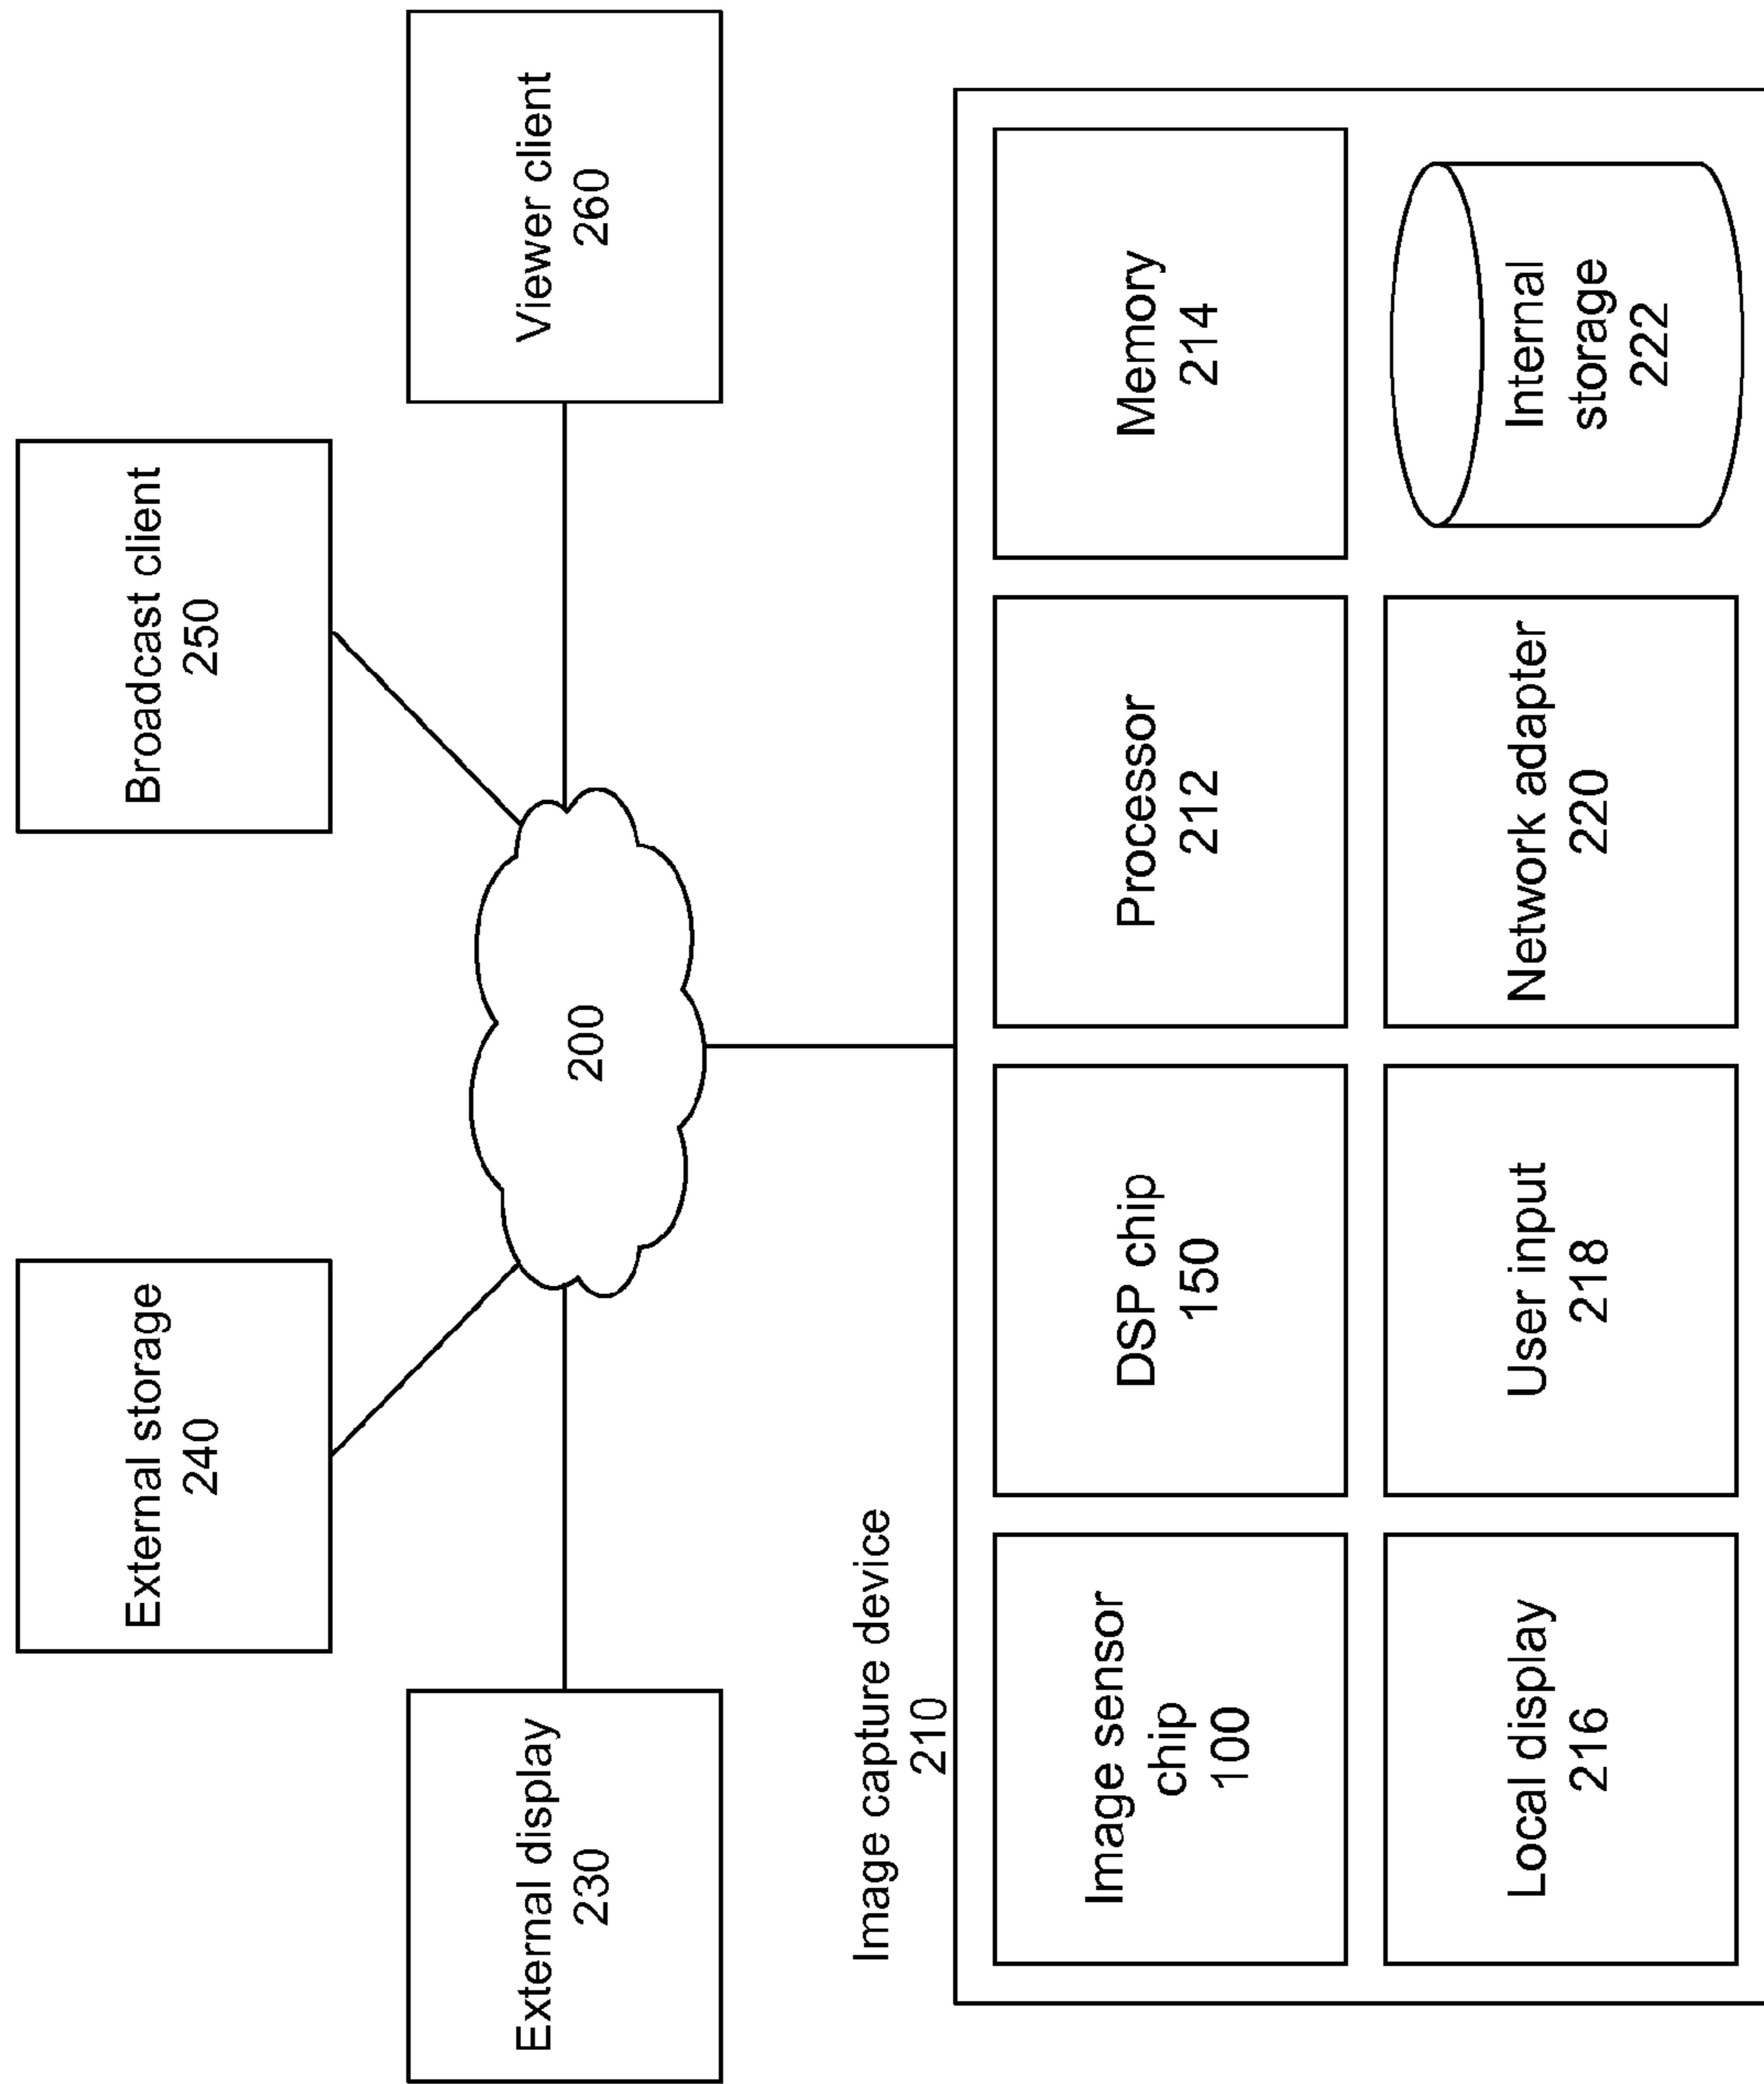 External storage
240
Broadcast client
250
External display
230
200
Viewer client
260
Image capture device
210
Image sensor
chip
100
DSP chip
150
Processor
212
Memory
214
Local display
216
User input
218
Network adapter
220
Internal
storage
222